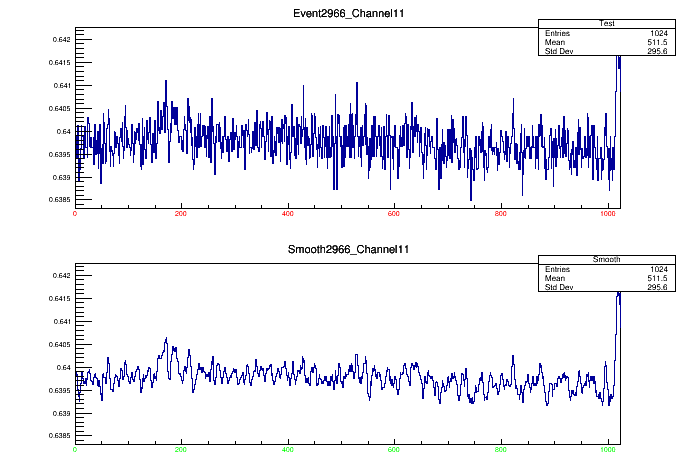 Event2966_Channel11
Test
Entries 1024
Mean 511.5
Std Dev 295.6
0.642
0.6415
0.641
0.6405
0.64
0.6395
0.639
0.6385
0 200 400 600 800 1000
Smooth2966_Channel11
Smooth
Entries 1024
Mean 511.5
Std Dev 295.6
0.642
0.6415
0.641
0.6405
0.64
0.6395
0.639
0.6385
0 200 400 600 800 1000